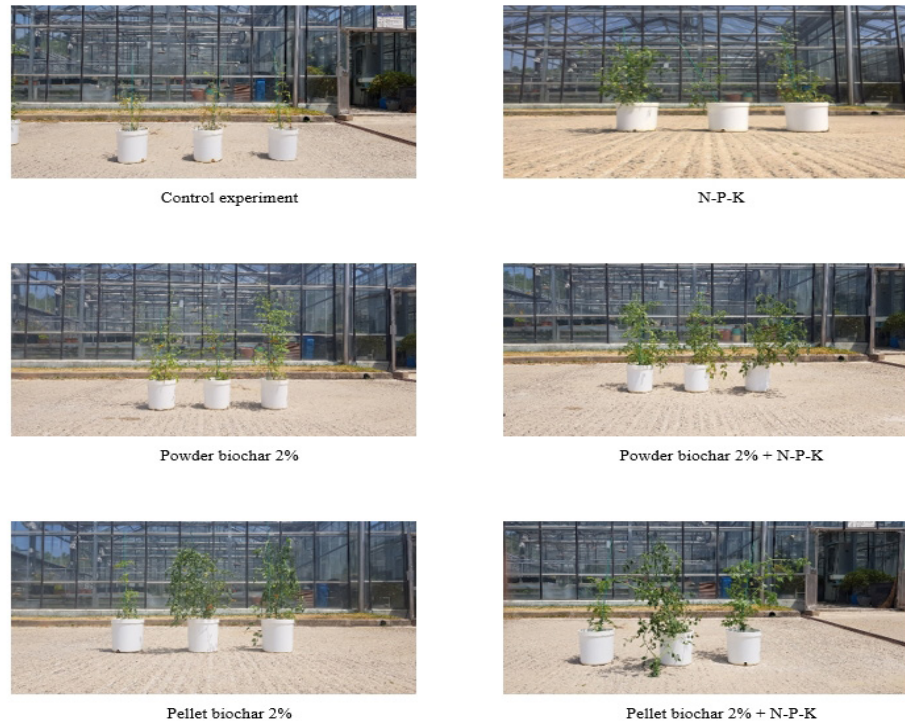 Control experiment
N-P-K
Powder biochar 2%
Powder biochar 2% + N-P-K
Pellet biochar 2%
Pellet biochar 2% + N-P-K